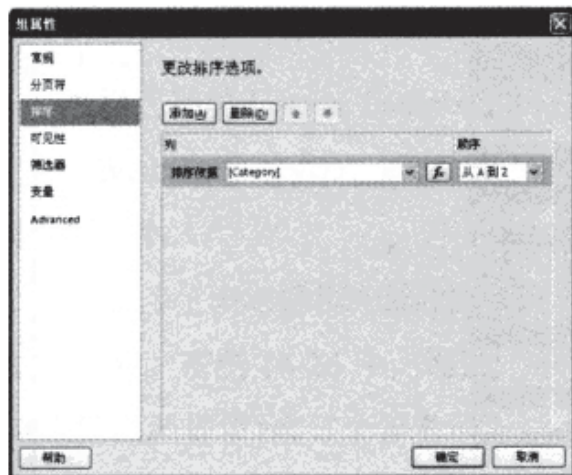 组属性
常规
分页符
排序
可见性
筛选器
变量
Advanced
更改排序选项。
添加(A) 删除(D)
列 顺序
排序依据 [Category] fx 从 A 到 Z
帮助 确定 取消